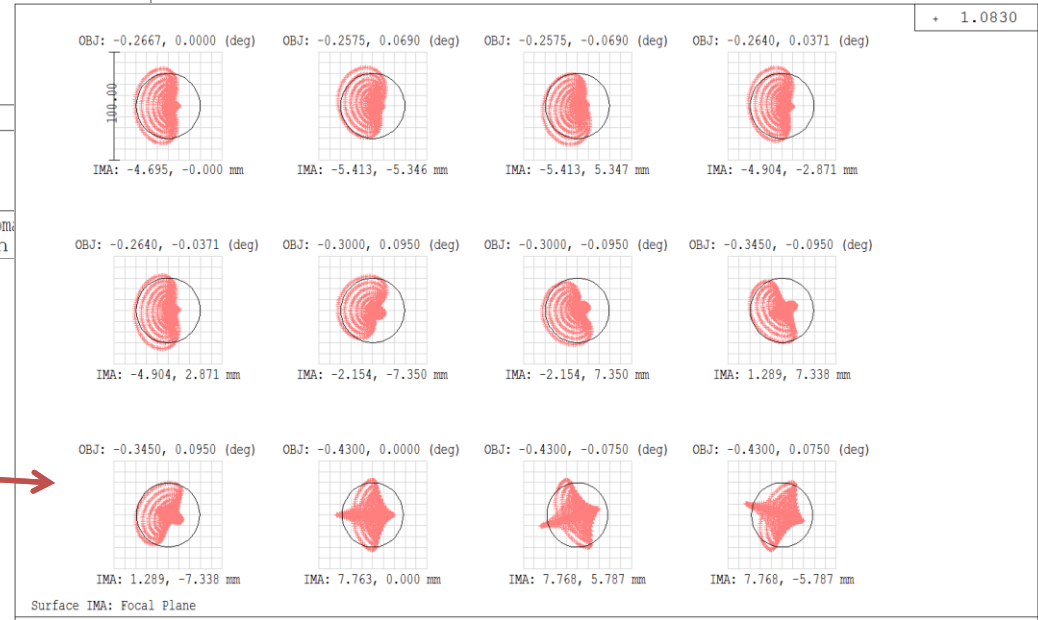 + 1.0830
OBJ: -0.2667, 0.0000 (deg) OBJ: -0.2575, 0.0690 (deg) OBJ: -0.2575, -0.0690 (deg) OBJ: -0.2640, 0.0371 (deg)
100.00
IMA: -4.695, -0.000 mm IMA: -5.413, -5.346 mm IMA: -5.413, 5.347 mm IMA: -4.904, -2.871 mm
OBJ: -0.2640, -0.0371 (deg) OBJ: -0.3000, 0.0950 (deg) OBJ: -0.3000, -0.0950 (deg) OBJ: -0.3450, -0.0950 (deg)
IMA: -4.904, 2.871 mm IMA: -2.154, -7.350 mm IMA: -2.154, 7.350 mm IMA: 1.289, 7.338 mm
OBJ: -0.3450, 0.0950 (deg) OBJ: -0.4300, 0.0000 (deg) OBJ: -0.4300, -0.0750 (deg) OBJ: -0.4300, 0.0750 (deg)
IMA: 1.289, -7.338 mm IMA: 7.763, 0.000 mm IMA: 7.768, 5.787 mm IMA: 7.768, -5.787 mm
Surface IMA: Focal Plane